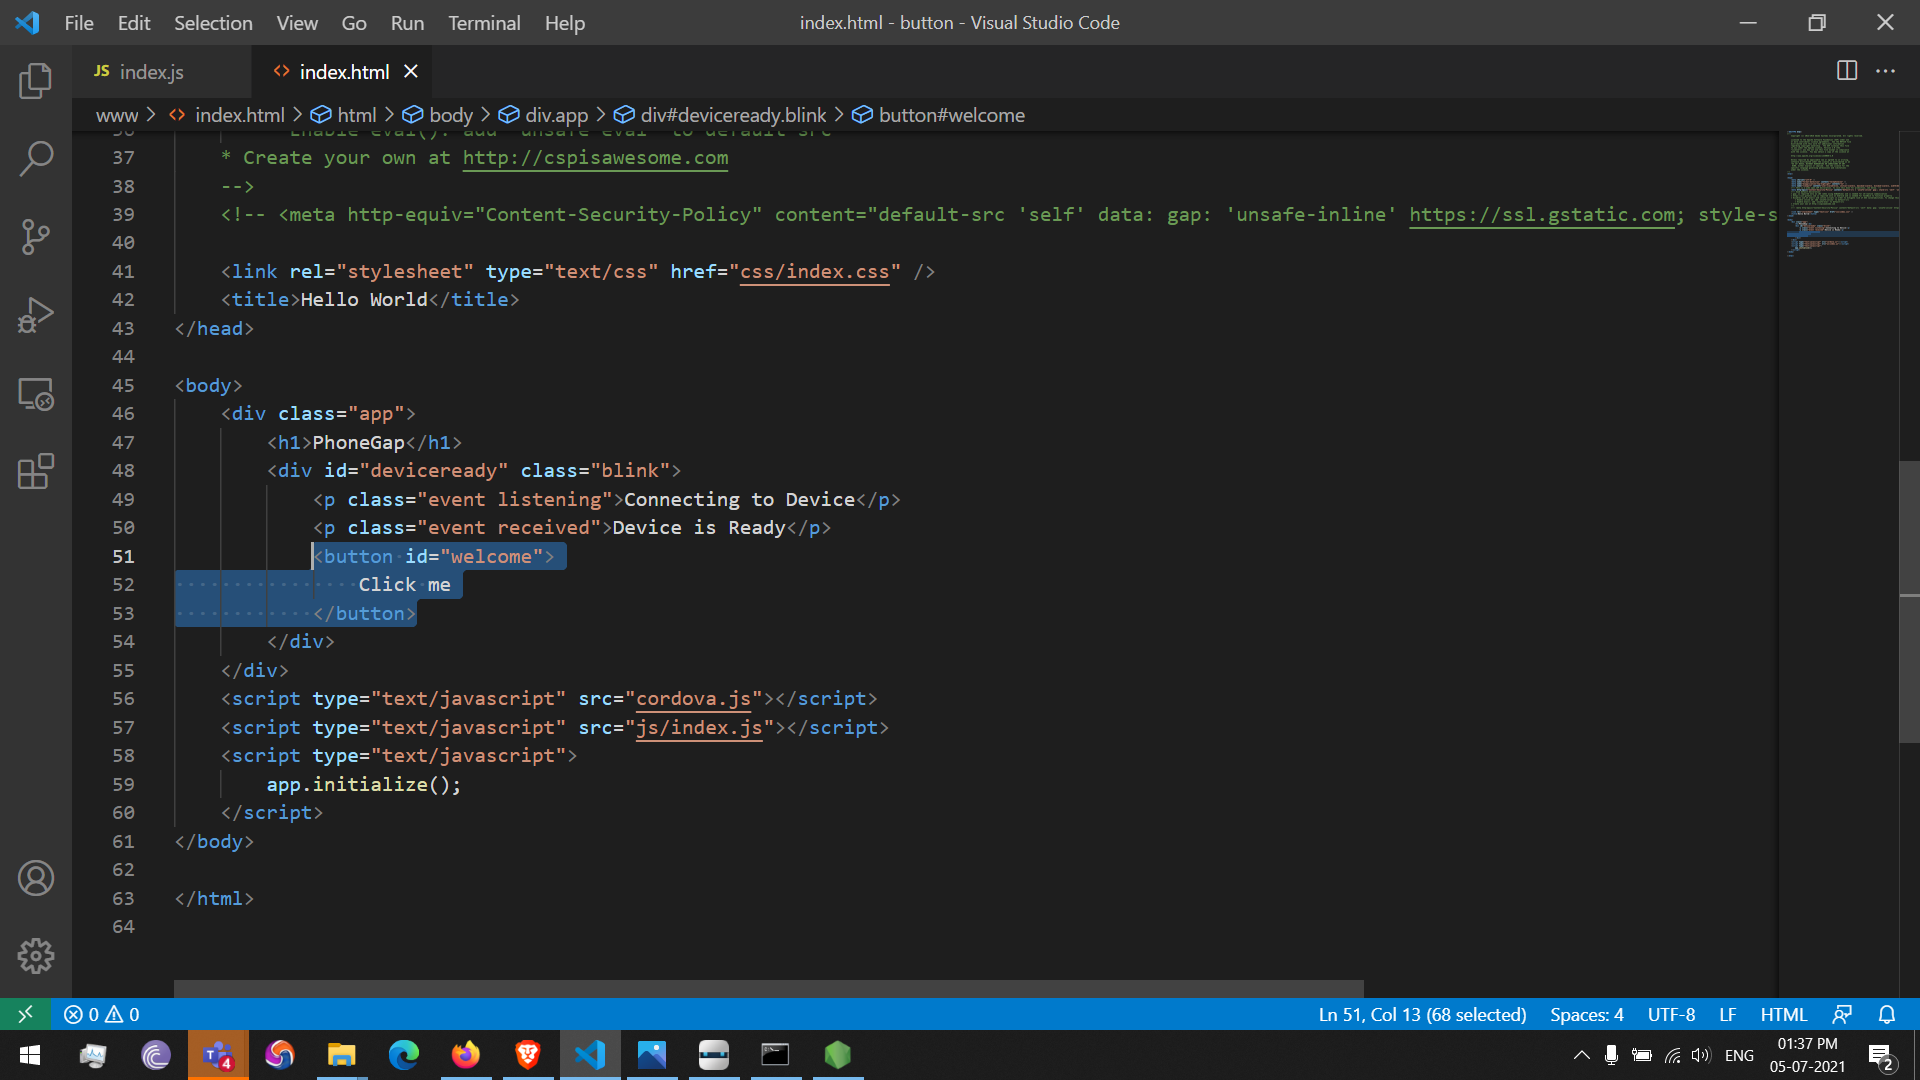 File Edit Selection View Go Run Terminal Help
index.html - button - Visual Studio Code
JS index.js
<> index.html
www > <> index.html > html > body > div.app > div#deviceready.blink > button#welcome
37 * Create your own at http://cspisawesome.com
38 -->
39 <!-- <meta http-equiv="Content-Security-Policy" content="default-src 'self' data: gap: 'unsafe-inline' https://ssl.gstatic.com; style-s
40
41 <link rel="stylesheet" type="text/css" href="css/index.css" />
42 <title>Hello World</title>
43 </head>
44
45 <body>
46 <div class="app">
47 <h1>PhoneGap</h1>
48 <div id="deviceready" class="blink">
49 <p class="event listening">Connecting to Device</p>
50 <p class="event received">Device is Ready</p>
51 <button id="welcome">
52 Click me
53 </button>
54 </div>
55 </div>
56 <script type="text/javascript" src="cordova.js"></script>
57 <script type="text/javascript" src="js/index.js"></script>
58 <script type="text/javascript">
59 app.initialize();
60 </script>
61 </body>
62
63 </html>
64
0 0
Ln 51, Col 13 (68 selected) Spaces: 4 UTF-8 LF HTML
4
ENG
01:37 PM
05-07-2021
2